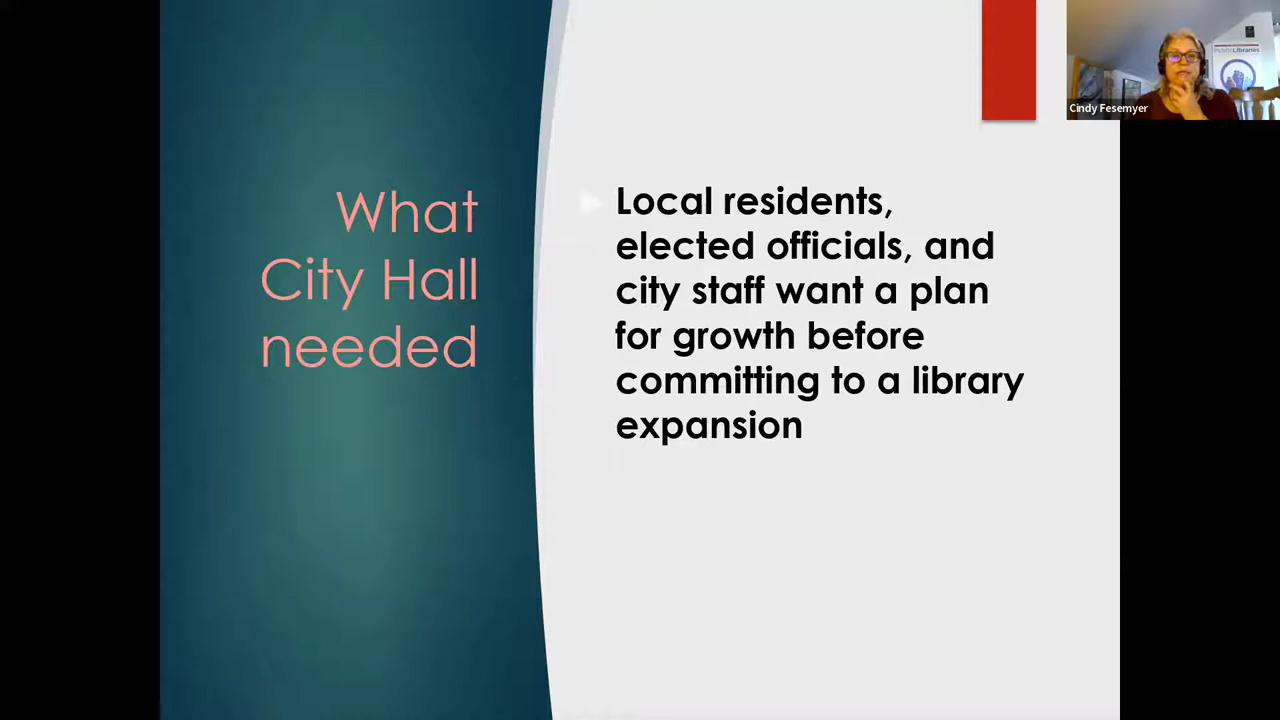 What
City Hall
needed
Local residents,
elected officials, and
city staff want a plan
for growth before
committing to a library
expansion
Cindy Fesemyer
PublicLibraries